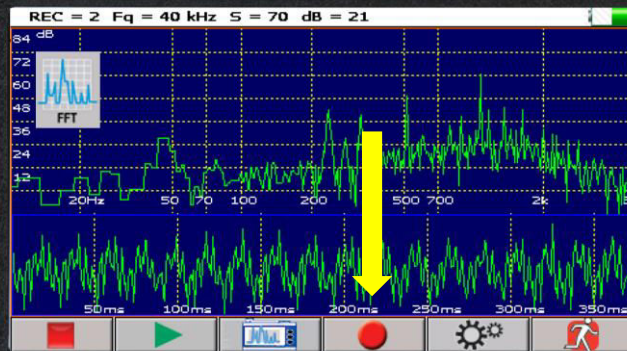 REC = 2 Fq = 40 kHz S = 70 dB = 21
84 dB
72
60
48
FFT
36
24
12
20Hz 50 70 100 200 500 700 2k
50ms 100ms 150ms 200ms 250ms 300ms 350ms